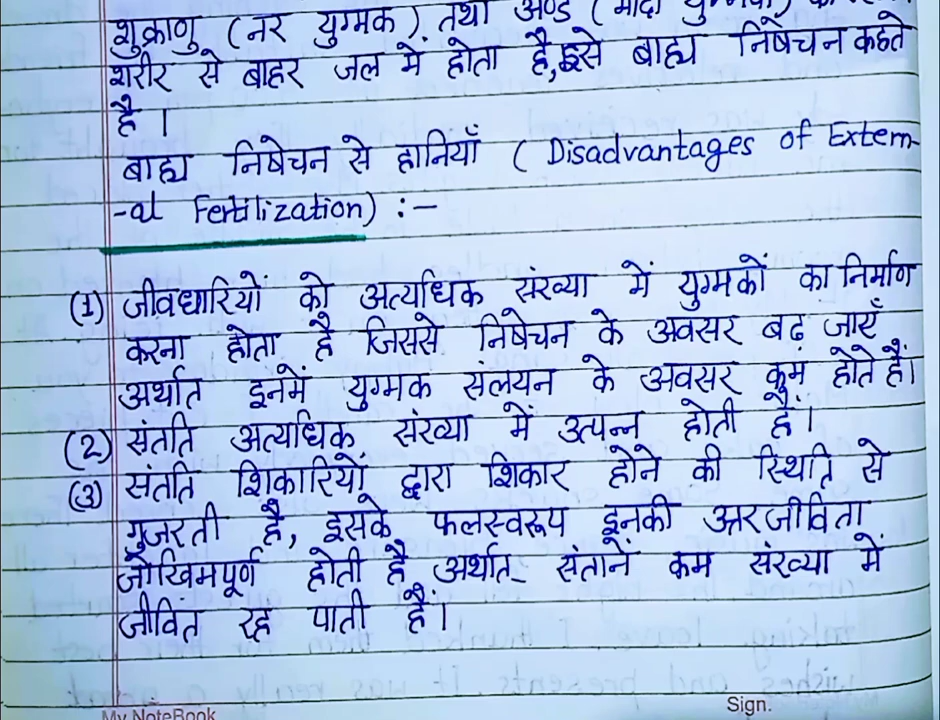 शुक्राणु (नर युग्मक) तथा अण्ड (मादा
शरीर से बाहर जल में होता है, इसे बाह्य निषेचन कहते
है ।
बाह्य निषेचन से हानियाँ ( Disadvantages of Extern-
-al Fertilization) :-
(1) जीवधारियों को अत्यधिक संख्या में युग्मकों का निर्माण
करना होता है जिससे निषेचन के अवसर बढ़ जाएँ
अर्थात इनमें युग्मक संलयन के अवसर कम होते हैं।
(2) संतति अत्यधिक संख्या में उत्पन्न होती हैं।
(3) संतति शिकारियों द्वारा शिकार होने की स्थिति से
गुजरती है, इसके फलस्वरूप इनकी उत्तरजीविता
जोखिमपूर्ण होती है अर्थात संतानें कम संख्या में
जीवित रह पाती हैं।
My NoteBook
Sign.